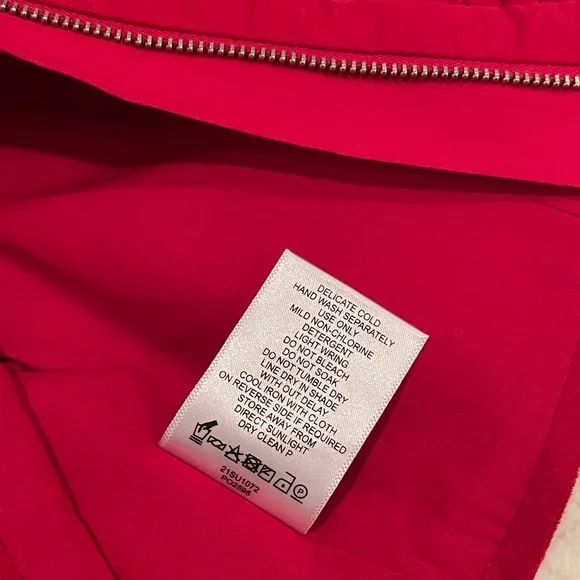 DELICATE COLD
HAND WASH SEPARATELY
USE ONLY
MILD NON-CHLORINE
DETERGENT
LIGHT WRING
DO NOT BLEACH
DO NOT SOAK
DO NOT TUMBLE DRY
LINE DRY IN SHADE
WITH OUT DELAY
COOL IRON WITH CLOTH
ON REVERSE SIDE IF REQUIRED
STORE AWAY FROM
DIRECT SUNLIGHT
DRY CLEAN P
P
21SU1072
PO2595